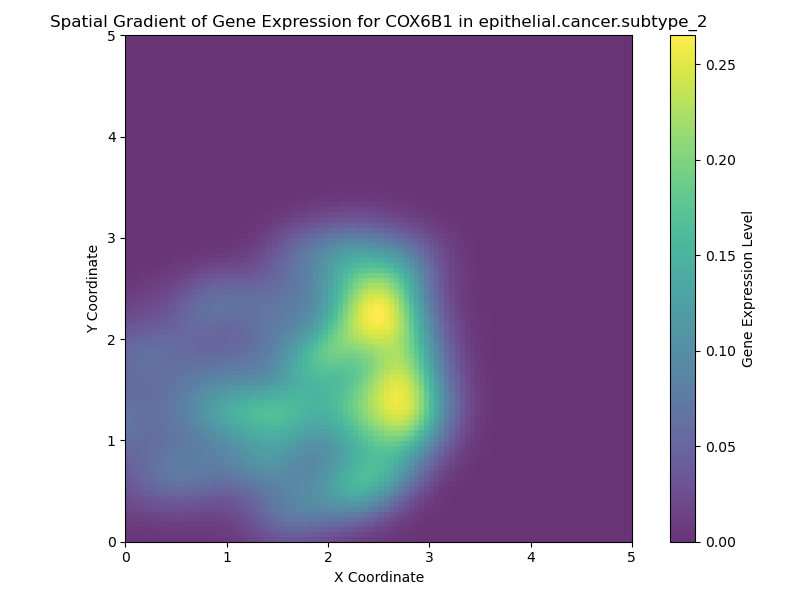 Spatial Gradient of Gene Expression for COX6B1 in epithelial.cancer.subtype_2
5
4
3
2
1
0
Y Coordinate
0 1 2 3 4 5
X Coordinate
0.25
0.20
0.15
0.10
0.05
0.00
Gene Expression Level